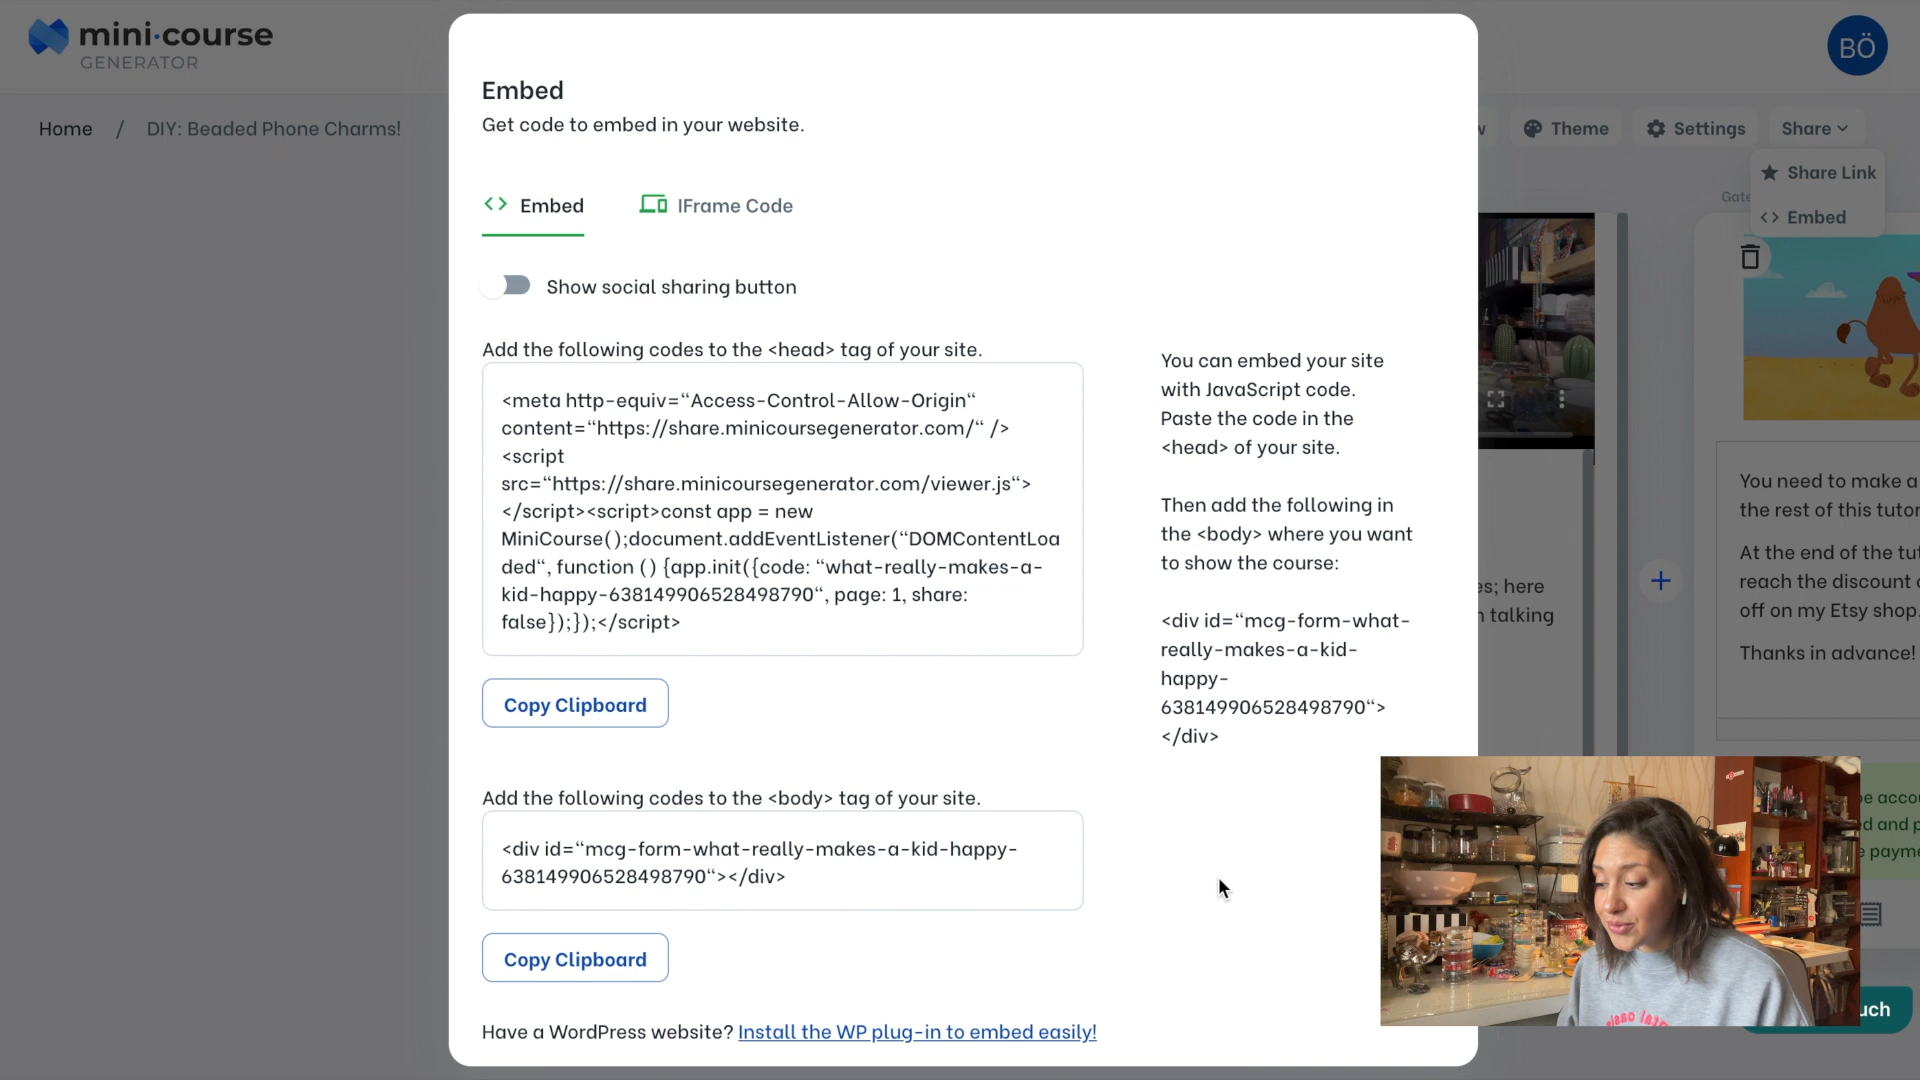 mini·course
GENERATOR
BÖ
Home / DIY: Beaded Phone Charms!
Theme
Settings
Share
Share Link
Embed
Embed
Get code to embed in your website.
<> Embed
IFrame Code
Show social sharing button
Add the following codes to the <head> tag of your site.
<meta http-equiv=“Access-Control-Allow-Origin“
content=“https://share.minicoursegenerator.com/“ />
<script
src=“https://share.minicoursegenerator.com/viewer.js“>
</script><script>const app = new
MiniCourse();document.addEventListener(“DOMContentLoa
ded“, function () {app.init({code: “what-really-makes-a-
kid-happy-638149906528498790“, page: 1, share:
false});});</script>
Copy Clipboard
Add the following codes to the <body> tag of your site.
<div id=“mcg-form-what-really-makes-a-kid-happy-
638149906528498790“></div>
Copy Clipboard
Have a WordPress website? Install the WP plug-in to embed easily!
You can embed your site
with JavaScript code.
Paste the code in the
<head> of your site.
Then add the following in
the <body> where you want
to show the course:
<div id=“mcg-form-what-
really-makes-a-kid-
happy-
638149906528498790“>
</div>
Gate
es; here
talking
You need to make a
the rest of this tutor
At the end of the tut
reach the discount
off on my Etsy shop.
Thanks in advance!
e acco
d and p
e payme
uch